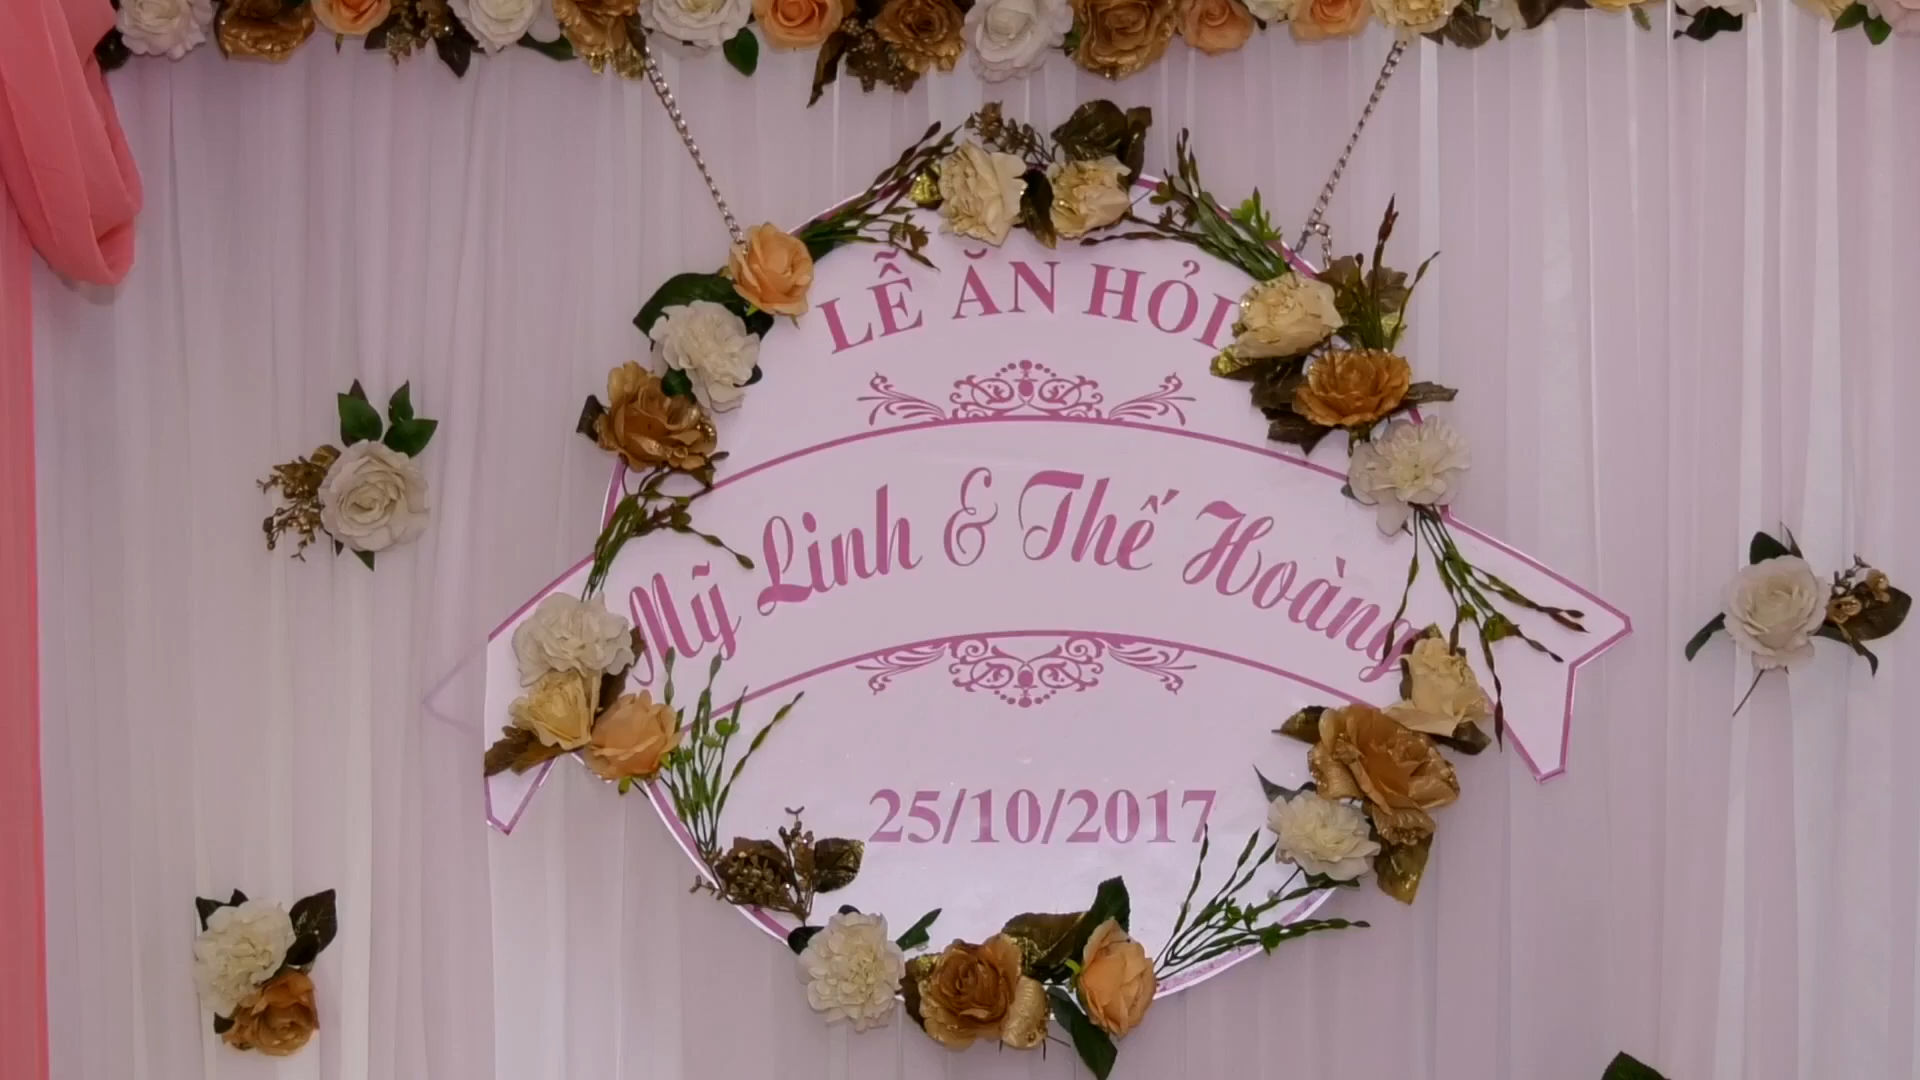 LỄ ĂN HỎI
Mỹ Linh & Thế Hoàng
25/10/2017